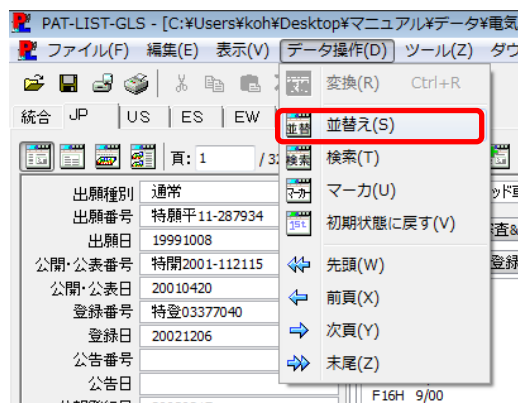 PAT-LIST-GLS - [C:¥Users¥koh¥Desktop¥マニュアル¥データ¥電気
ファイル(F) 編集(E) 表示(V) データ操作(D) ツール(Z) ダウ
変換(R) Ctrl+R
統合 JP US ES EW
並替 並替え(S)
頁: 1 / 32
検索 検索(T)
出願種別 通常
マーカ マーカ(U)
出願番号 特願平11-287934
1St 初期状態に戻す(V)
出願日 19991008
公開・公表番号 特開2001-112115
先頭(W)
公開・公表日 20010420
前頁(X)
登録番号 特登03377040
次頁(Y)
登録日 20021206
公告番号
末尾(Z)
公告日
F16H 9/00